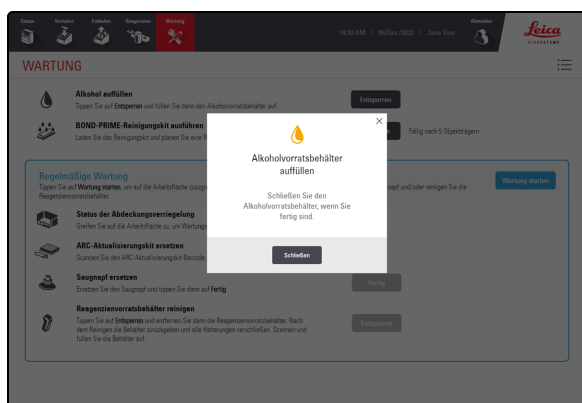 Status Vorladen Entladen Reagenzien Wartung Abmelden
10:38 AM | 05/Dec/2022 | Jane Doe
Leica
BIOSYSTEMS
WARTUNG
Alkohol auffüllen
Tippen Sie auf Entsperren und füllen Sie dann den Alkoholvorratsbehälter auf
Entsperren
BOND-PRIME-Reinigungskit ausführen
Laden Sie das Reinigungskit und planen Sie eine R
Fällig nach 5 Objektträgern
Alkoholvorratsbehälter
auffüllen
Schließen Sie den
Alkoholvorratsbehälter, wenn Sie
fertig sind.
Schließen
Regelmäßige Wartung
Tippen Sie auf Wartung starten, um auf die Arbeitsfläche zuzugr
napf und/oder reinigen Sie die
Reagenzienvorratsbehälter.
Wartung starten
Status der Abdeckungsverriegelung
Greifen Sie auf die Arbeitsfläche zu, um Wartungs
ARC-Aktualisierungskit ersetzen
Scannen Sie den ARC-Aktualisierungskit-Barcode.
Saugnapf ersetzen
Ersetzen Sie den Saugnapf und tippen Sie dann auf Fertig
Fertig
Reagenzienvorratsbehälter reinigen
Tippen Sie auf Entsperren und entfernen Sie dann die Reagenzienvorratsbehälter. Nach
dem Reinigen die Behälter zurückgeben und alle Halterungen verschließen. Scannen und
füllen Sie die Behälter auf.
Entsperren